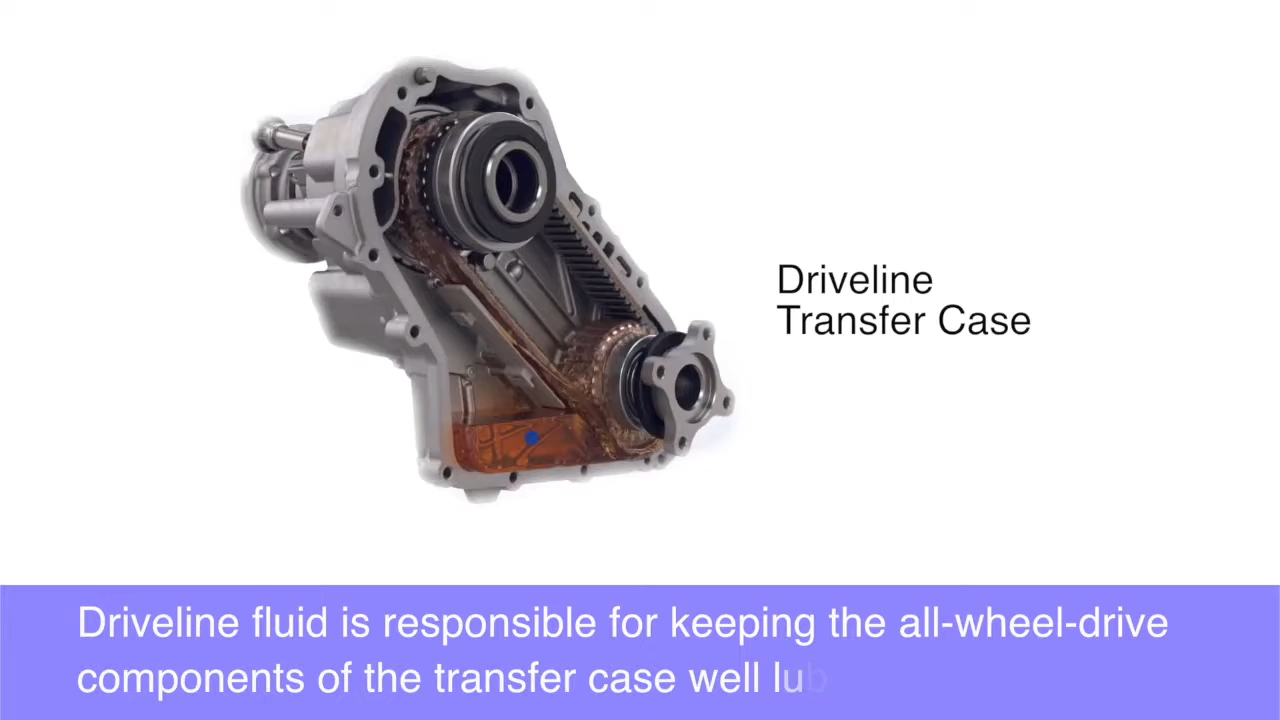 Driveline
Transfer Case
Driveline fluid is responsible for keeping the all-wheel-drive
components of the transfer case well lub